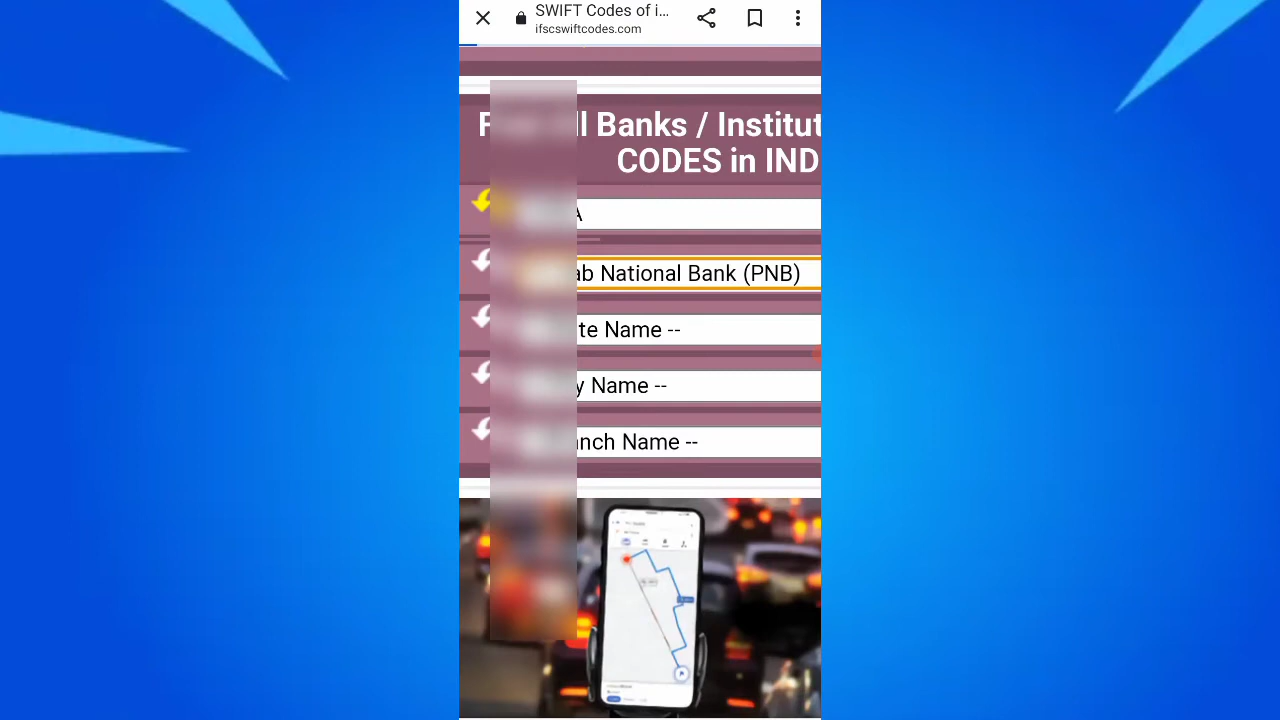 SWIFT Codes of i...
ifscswiftcodes.com
ll Banks / Institut
CODES in IND
A
ab National Bank (PNB)
te Name --
y Name --
anch Name --